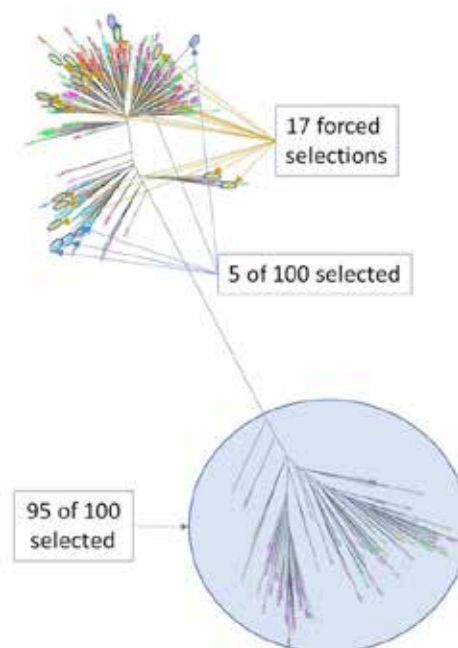 17 forced
selections
5 of 100 selected
95 of 100
selected